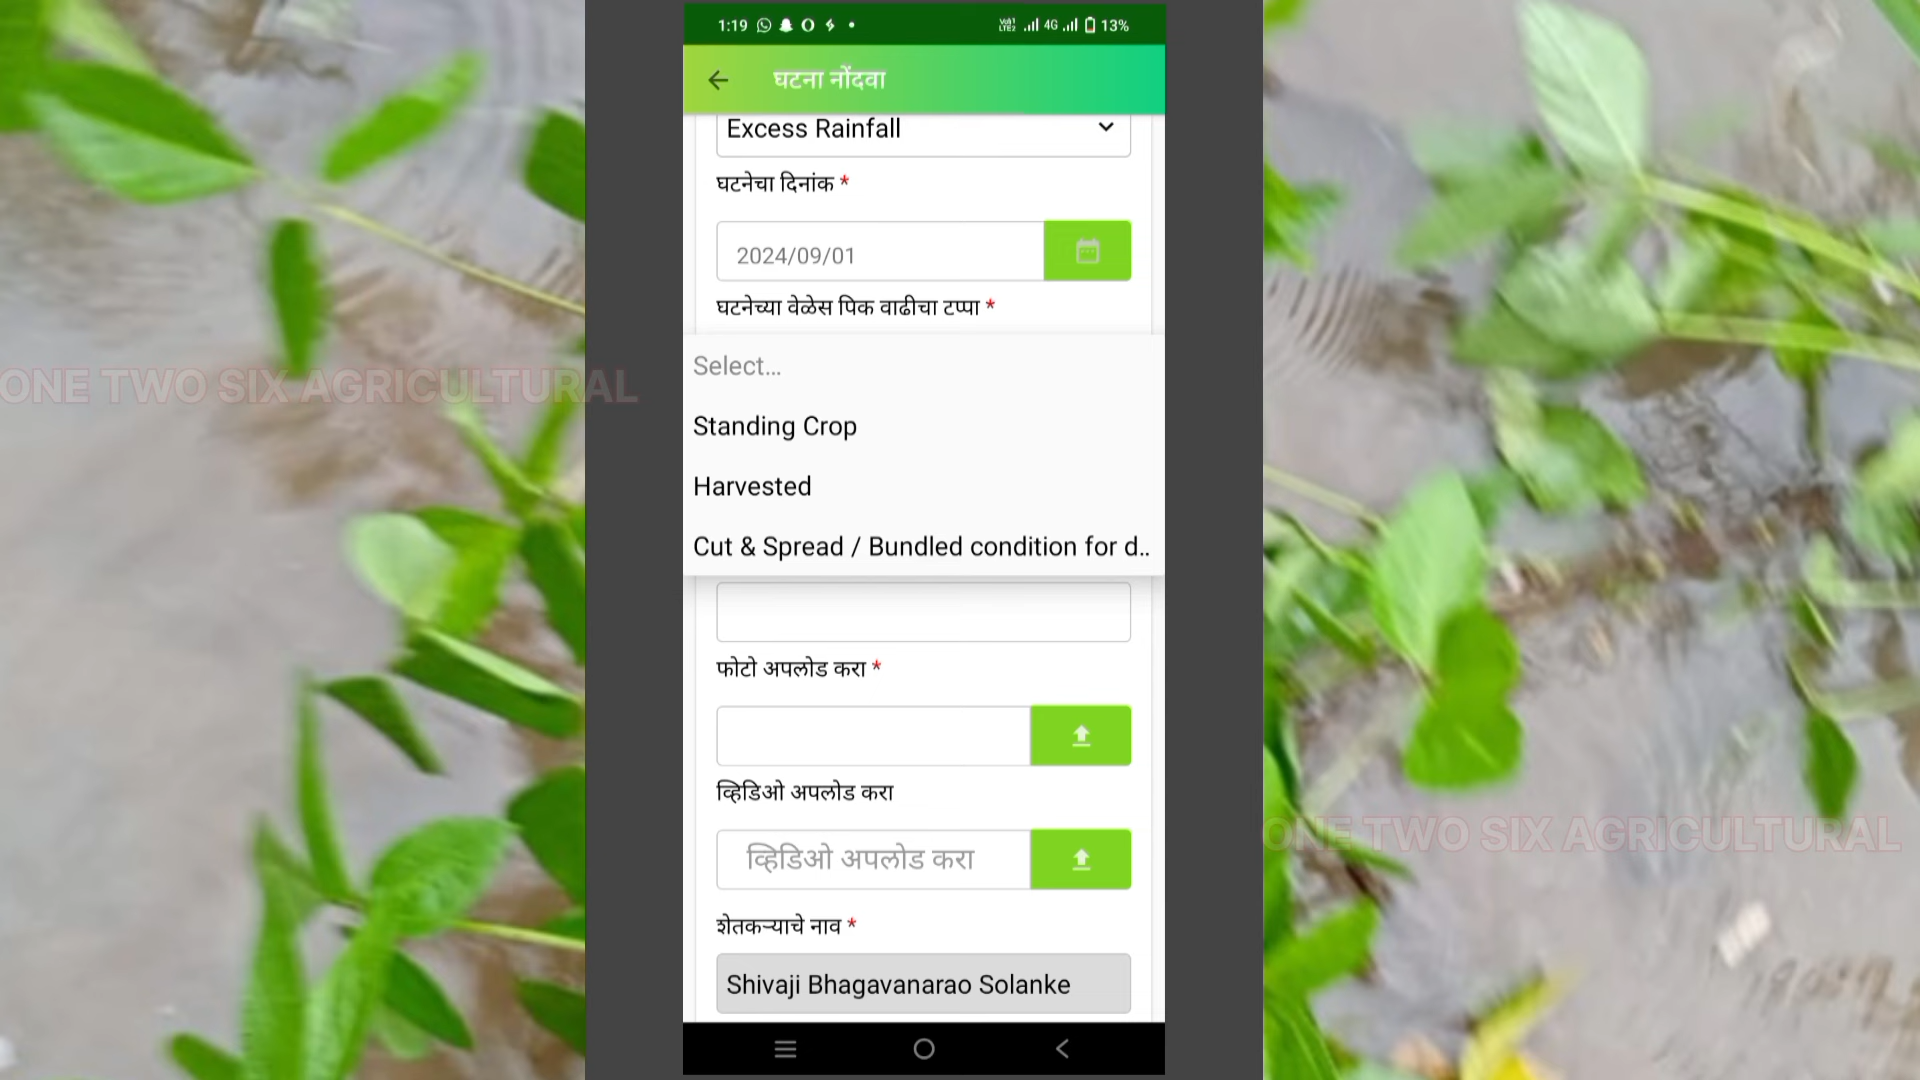 1:19
4G
13%
घटना नोंदवा
Excess Rainfall
घटनेचा दिनांक *
2024/09/01
घटनेच्या वेळेस पिक वाढीचा टप्पा *
Select...
Standing Crop
Harvested
Cut & Spread / Bundled condition for d..
फोटो अपलोड करा *
व्हिडिओ अपलोड करा
व्हिडिओ अपलोड करा
शेतकऱ्याचे नाव *
Shivaji Bhagavanarao Solanke
ONE TWO SIX AGRICULTURAL
ONE TWO SIX AGRICULTURAL